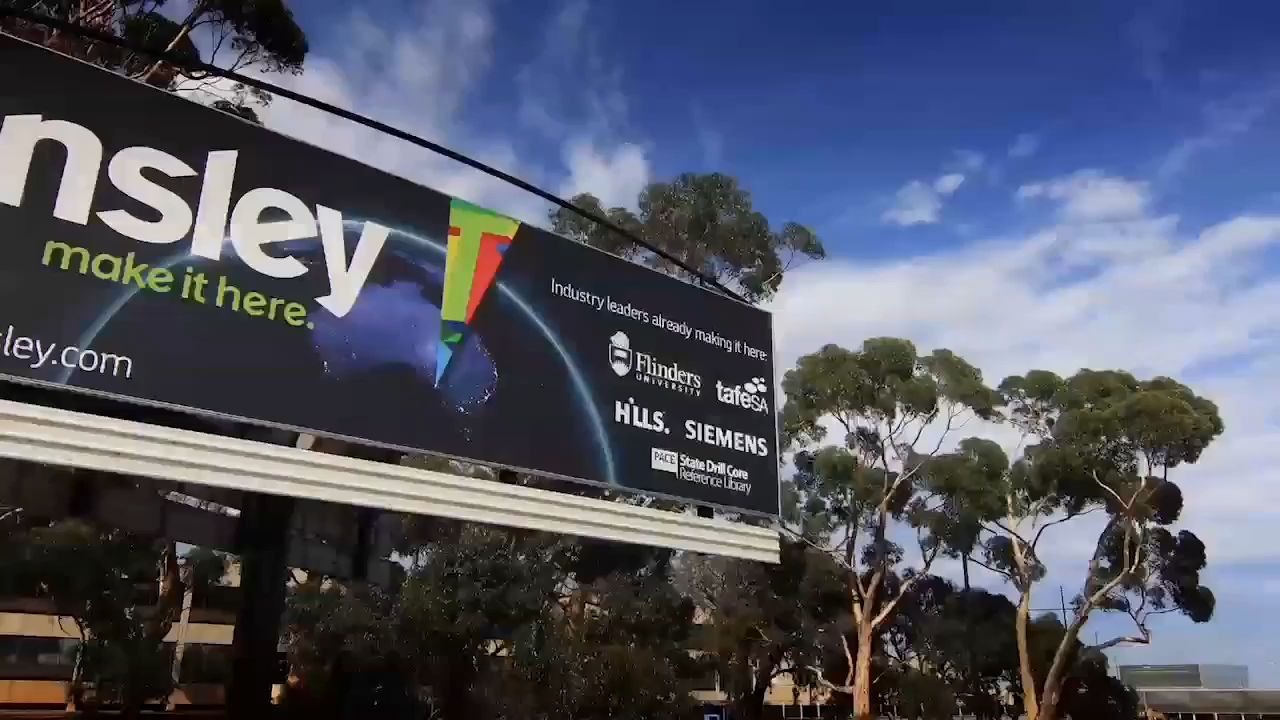 nsley
make it here.
ley.com
Industry leaders already making it here:
Flinders
UNIVERSITY
tafeSA
HILLS.
SIEMENS
PACE
State Drill Core
Reference Library